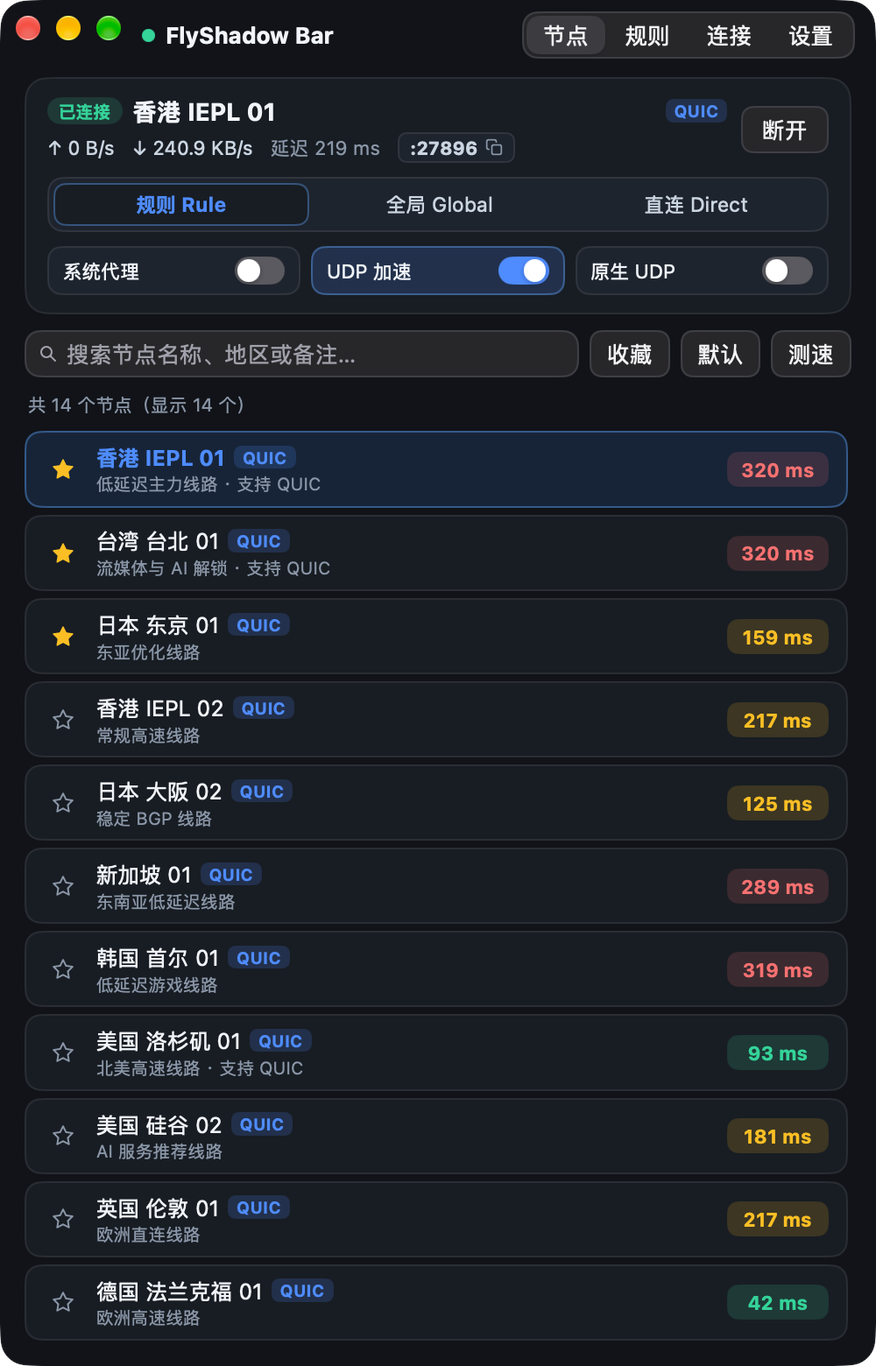 FlyShadow Bar 节点 规则 连接 设置
已连接 香港 IEPL 01 QUIC
断开
↑ 0 B/s ↓ 240.9 KB/s 延迟 219 ms :27896
规则 Rule 全局 Global 直连 Direct
系统代理 UDP 加速 原生 UDP
搜索节点名称、地区或备注... 收藏 默认 测速
共 14 个节点（显示 14 个）
香港 IEPL 01 QUIC
低延迟主力线路 · 支持 QUIC
320 ms
台湾 台北 01 QUIC
流媒体与 AI 解锁 · 支持 QUIC
320 ms
日本 东京 01 QUIC
东亚优化线路
159 ms
香港 IEPL 02 QUIC
常规高速线路
217 ms
日本 大阪 02 QUIC
稳定 BGP 线路
125 ms
新加坡 01 QUIC
东南亚低延迟线路
289 ms
韩国 首尔 01 QUIC
低延迟游戏线路
319 ms
美国 洛杉矶 01 QUIC
北美高速线路 · 支持 QUIC
93 ms
美国 硅谷 02 QUIC
AI 服务推荐线路
181 ms
英国 伦敦 01 QUIC
欧洲直连线路
217 ms
德国 法兰克福 01 QUIC
欧洲高速线路
42 ms